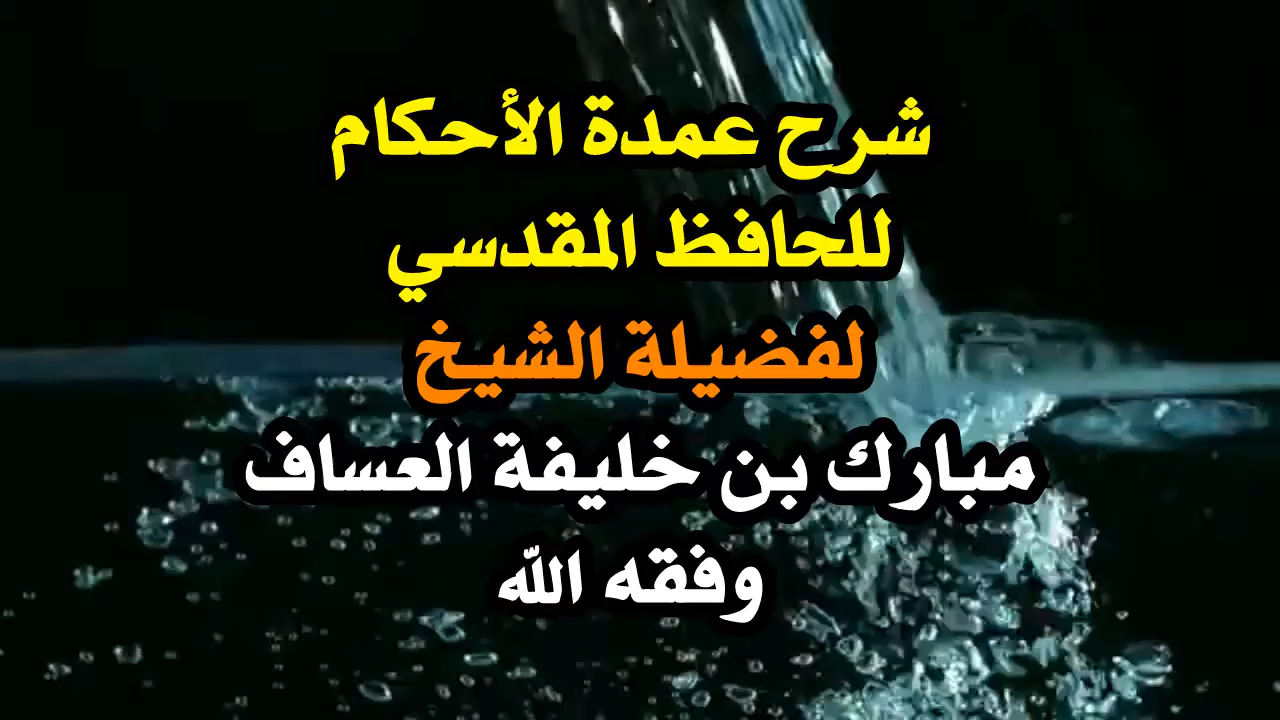 شرح عمدة الأحكام
للحافظ المقدسي
لفضيلة الشيخ
مبارك بن خليفة العساف
وفقه الله